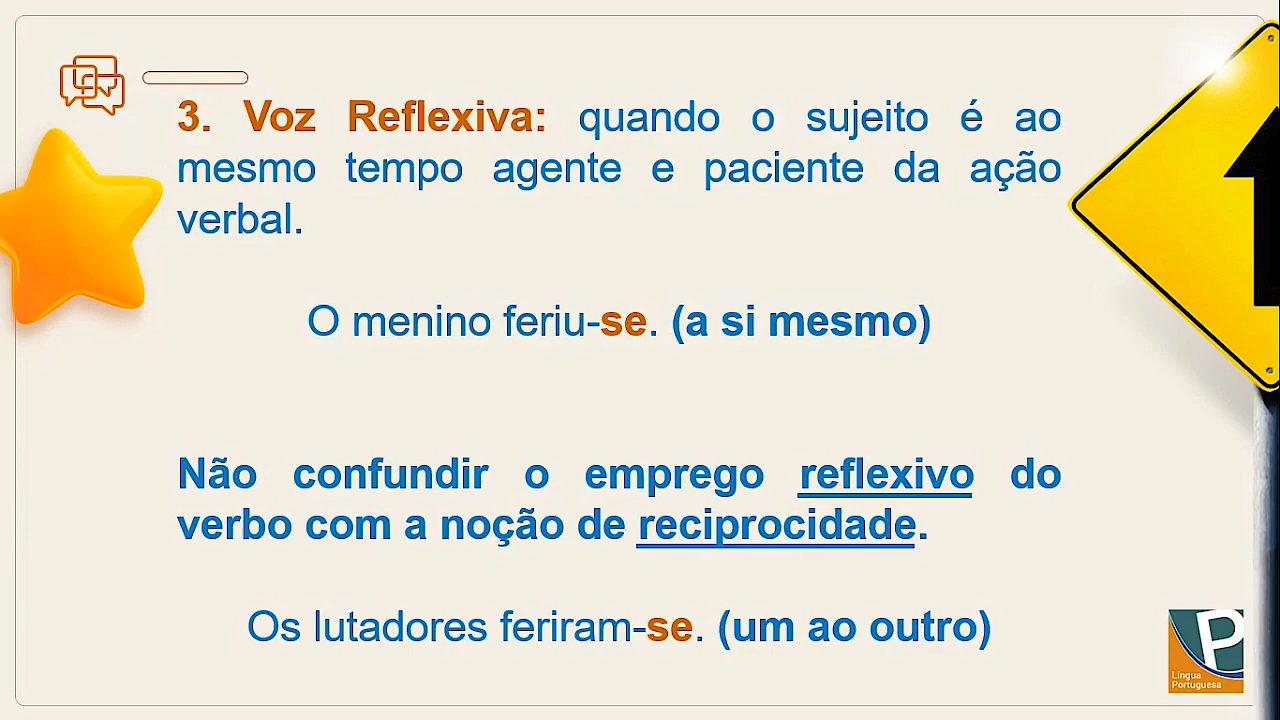 3. Voz Reflexiva: quando o sujeito é ao
mesmo tempo agente e paciente da ação
verbal.
O menino feriu-se. (a si mesmo)
Não confundir o emprego reflexivo do
verbo com a noção de reciprocidade.
Os lutadores feriram-se. (um ao outro)
P
Língua
Portuguesa